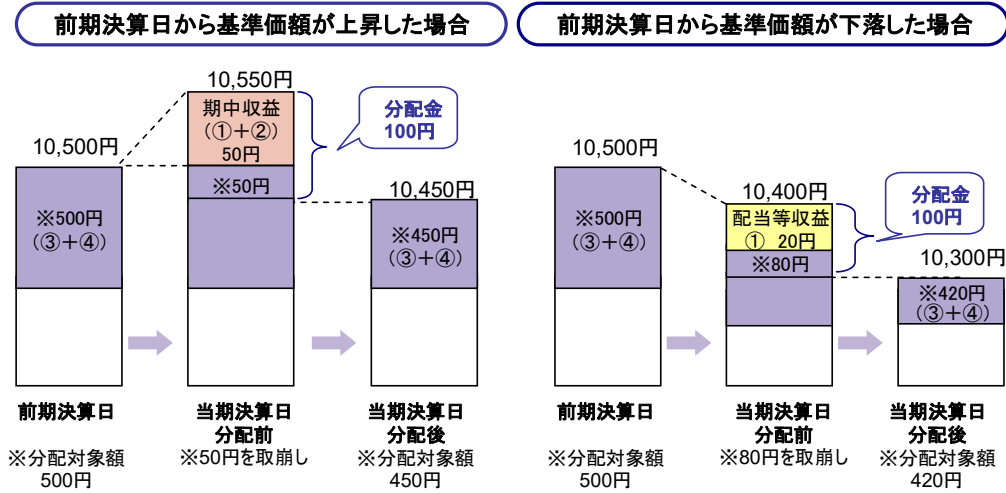 前期決算日から基準価額が上昇した場合
10,550円
期中収益
(①+②)
50円
分配金
100円
10,500円
※50円
10,450円
※500円
(③+④)
※450円
(③+④)
前期決算日
当期決算日
分配前
当期決算日
分配後
※分配対象額
500円
※50円を取崩し
※分配対象額
450円
前期決算日から基準価額が下落した場合
10,500円
10,400円
配当等収益
① 20円
分配金
100円
※500円
(③+④)
※80円
10,300円
※420円
(③+④)
前期決算日
当期決算日
分配前
当期決算日
分配後
※分配対象額
500円
※80円を取崩し
※分配対象額
420円